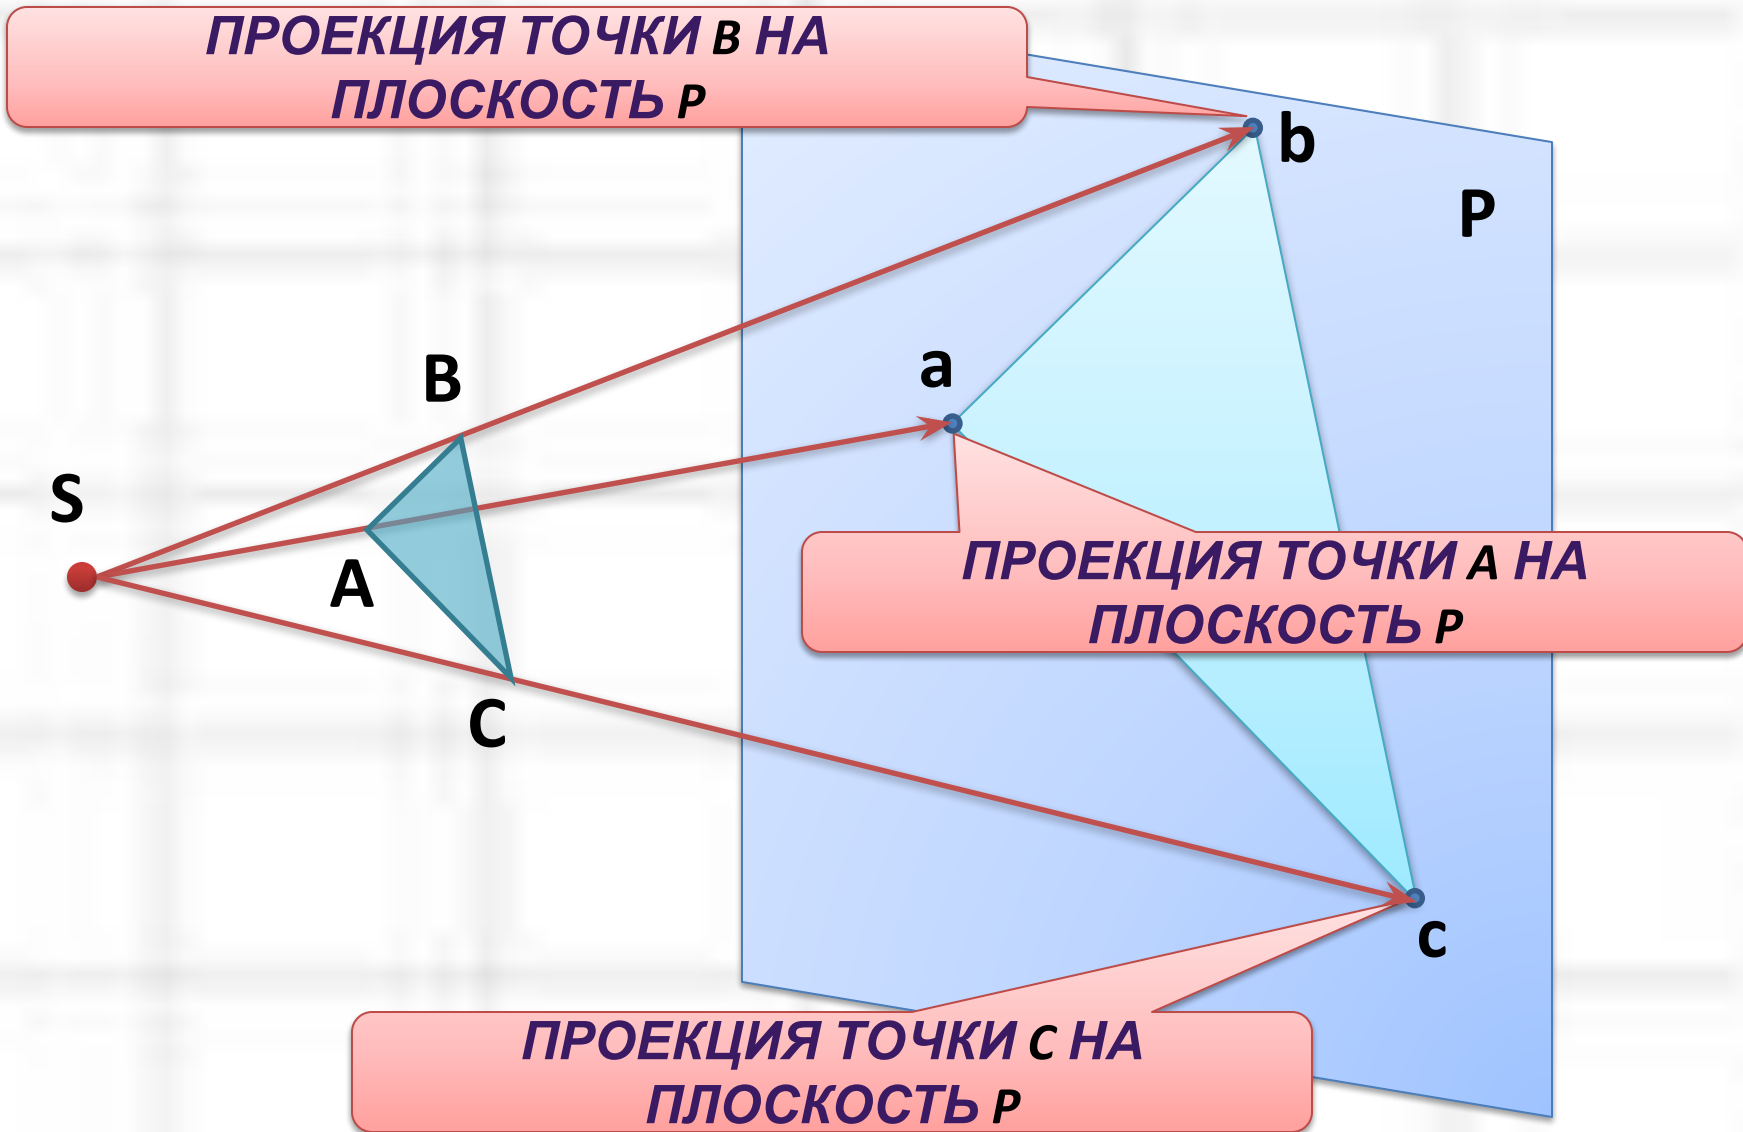 ПРОЕКЦИЯ ТОЧКИ B НА
ПЛОСКОСТЬ P
b
P
a
B
S
A
ПРОЕКЦИЯ ТОЧКИ A НА
ПЛОСКОСТЬ P
C
c
ПРОЕКЦИЯ ТОЧКИ C НА
ПЛОСКОСТЬ P